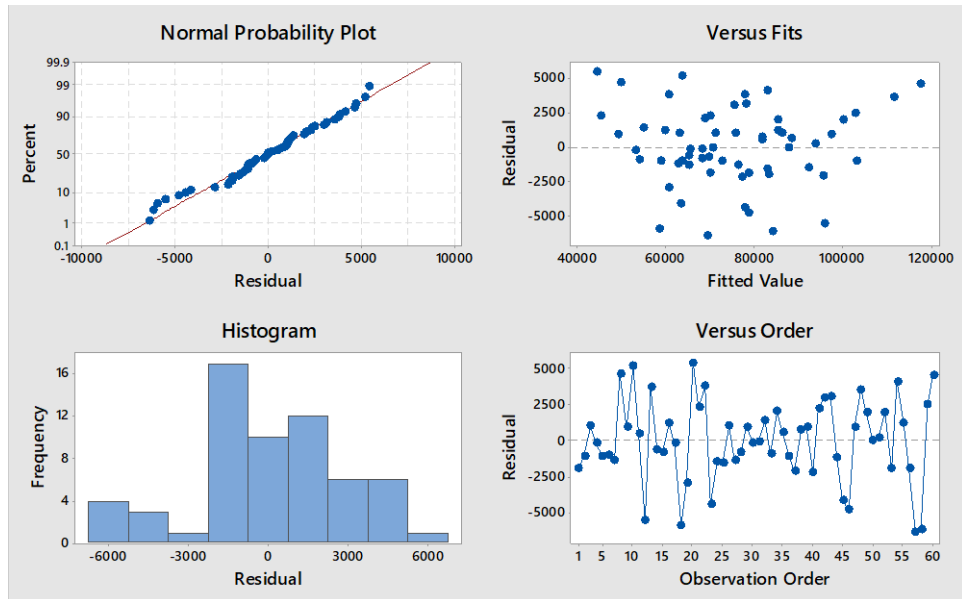 Normal Probability Plot
99.9
99
90
50
10
1
0.1
Percent
-10000 -5000 0 5000 10000
Residual
Versus Fits
5000
2500
0
-2500
-5000
Residual
40000 60000 80000 100000 120000
Fitted Value
Histogram
16
12
8
4
0
Frequency
-6000 -3000 0 3000 6000
Residual
Versus Order
5000
2500
0
-2500
-5000
Residual
1 5 10 15 20 25 30 35 40 45 50 55 60
Observation Order